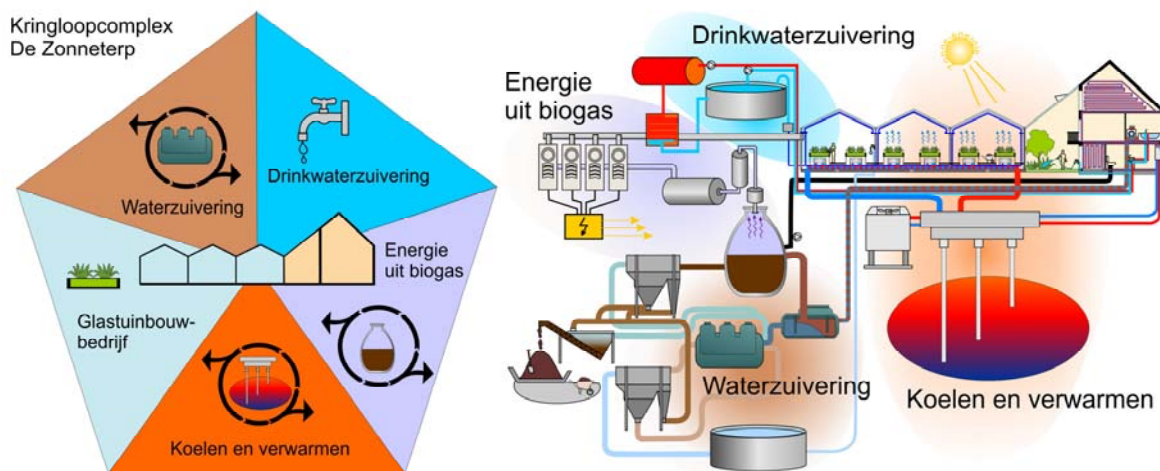 Kringloopcomplex
De Zonneterp
Waterzuivering
Drinkwaterzuivering
Energie
uit biogas
Glastuinbouw-
bedrijf
Koelen en verwarmen
Drinkwaterzuivering
Energie
uit biogas
Waterzuivering
Koelen en verwarmen